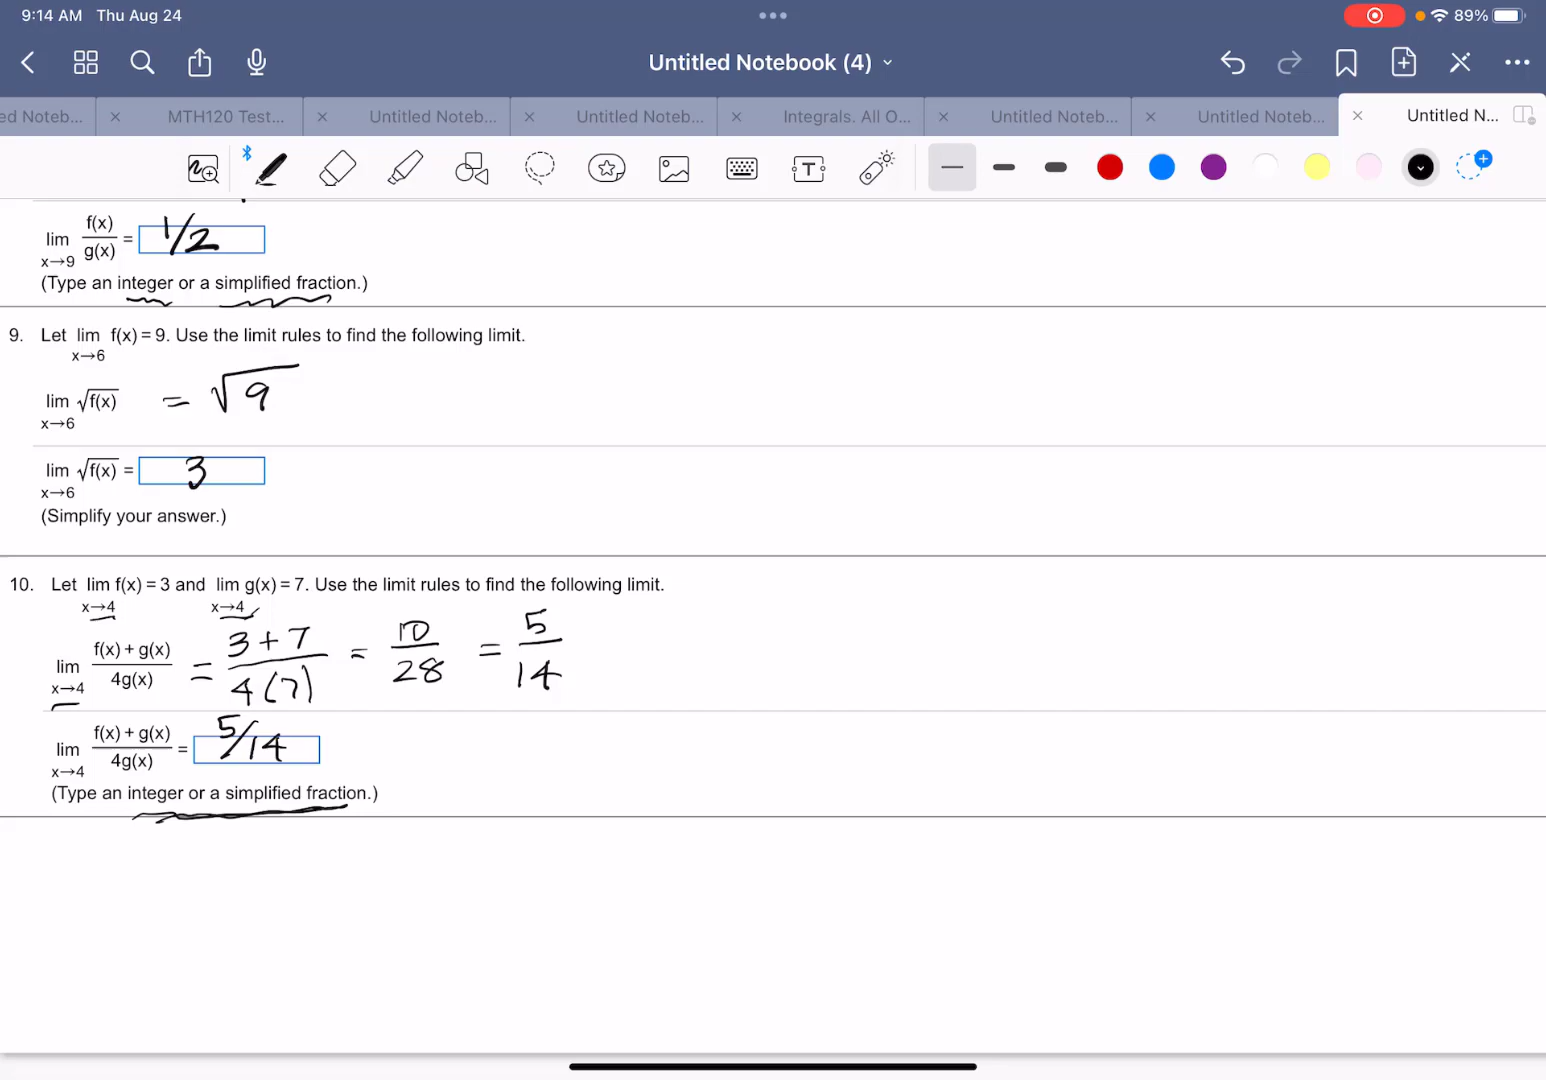 9:14 AM Thu Aug 24
89%
Untitled Notebook (4)
ed Noteb...
MTH120 Test...
Untitled Noteb...
Untitled Noteb...
Integrals. All O...
Untitled Noteb...
Untitled Noteb...
Untitled N...
lim x→9 f(x)/g(x) = 1/2
(Type an integer or a simplified fraction.)
9. Let lim x→6 f(x) = 9. Use the limit rules to find the following limit.
lim x→6 √f(x) = √9
lim x→6 √f(x) = 3
(Simplify your answer.)
10. Let lim x→4 f(x) = 3 and lim x→4 g(x) = 7. Use the limit rules to find the following limit.
lim x→4 f(x) + g(x)/4g(x) = 3 + 7/4(7) = 10/28 = 5/14
lim x→4 f(x) + g(x)/4g(x) = 5/14
(Type an integer or a simplified fraction.)